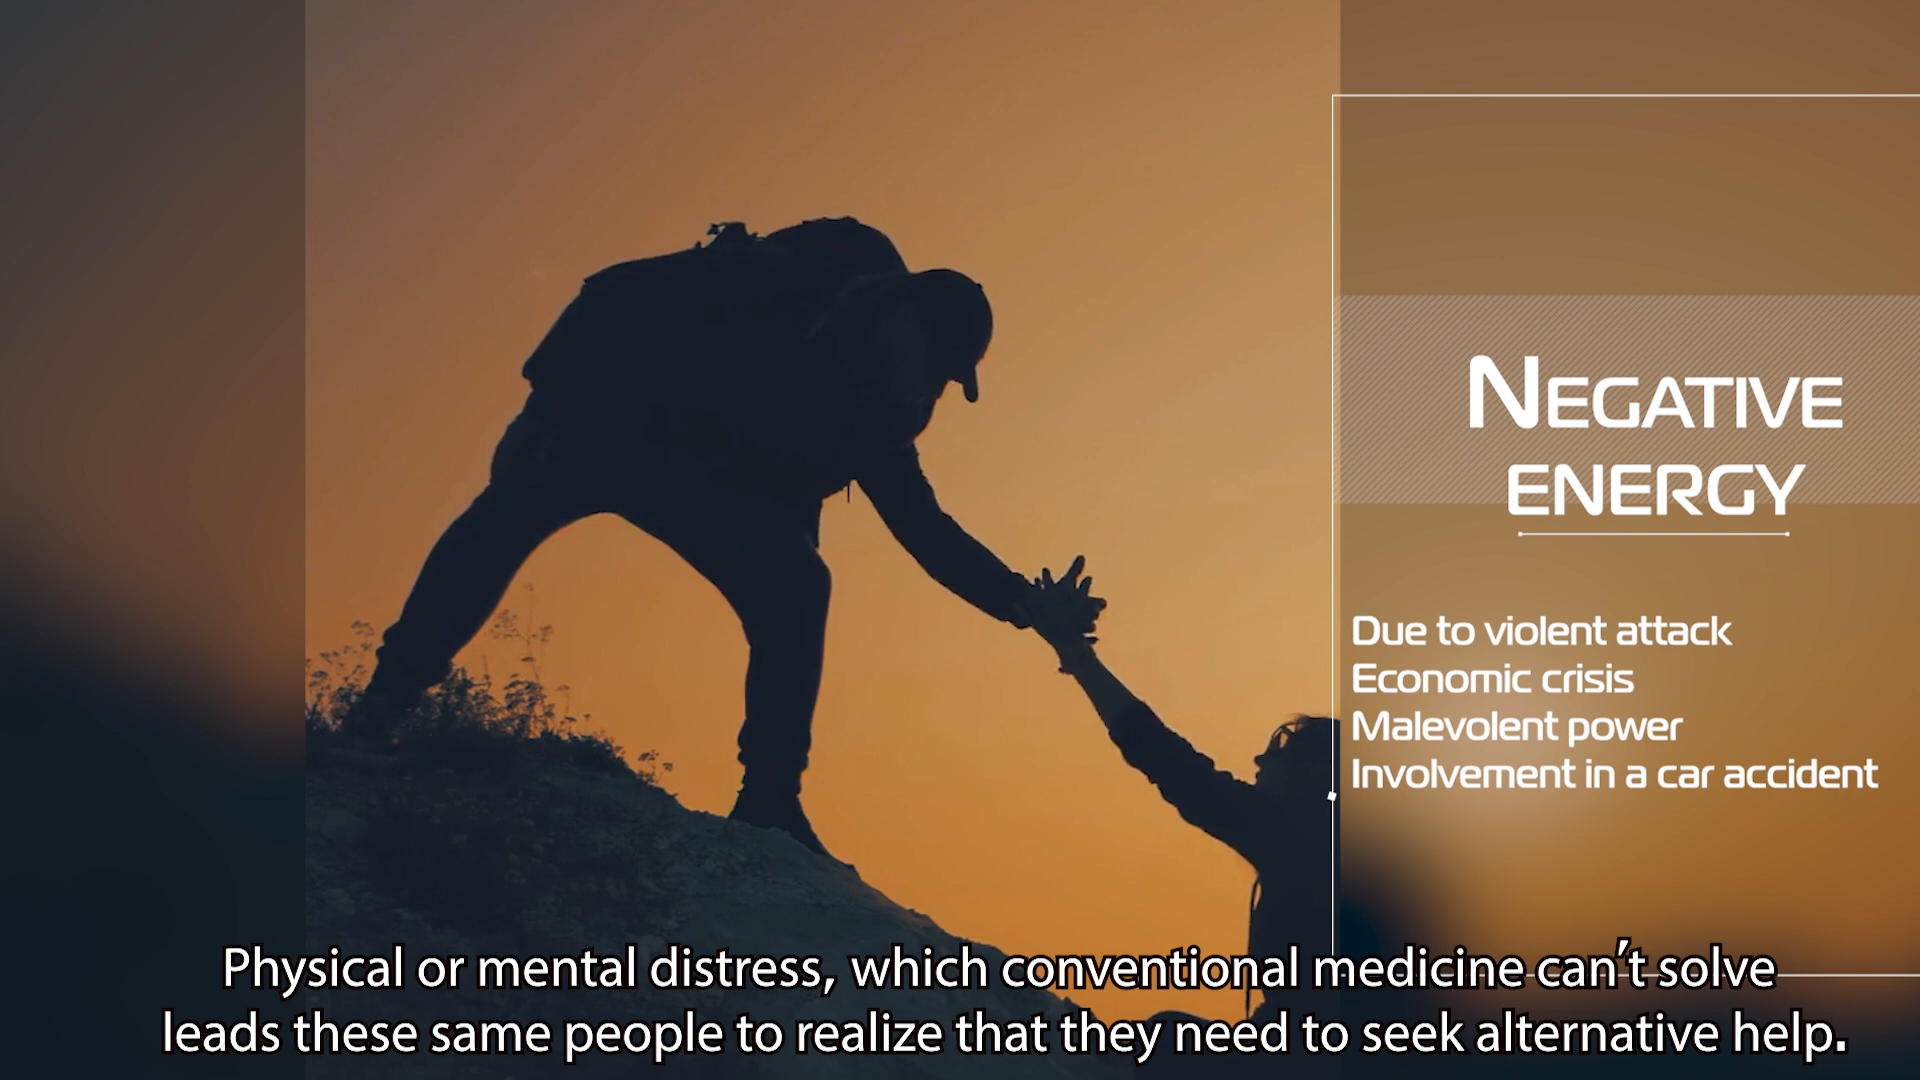 Negative
energy
Due to violent attack
Economic crisis
Malevolent power
Involvement in a car accident
Physical or mental distress, which conventional medicine can't solve
leads these same people to realize that they need to seek alternative help.